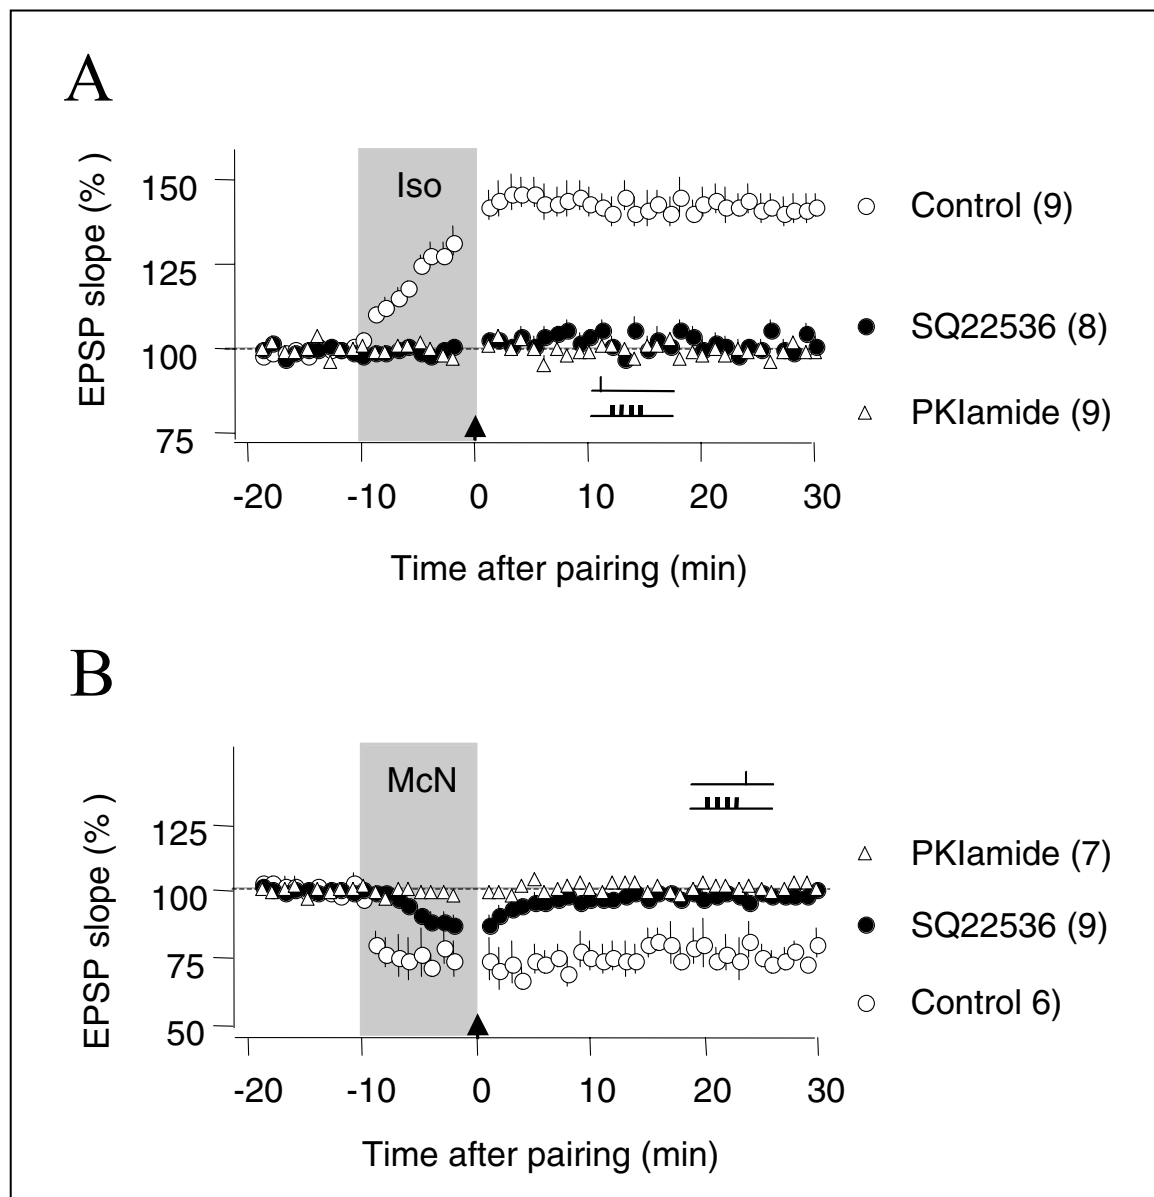 A
EPSP slope (% )
150
125
100
75
Iso
Control (9)
SQ22536 (8)
PKIamide (9)
-20 -10 0 10 20 30
Time after pairing (min)
B
EPSP slope (% )
125
100
75
50
McN
PKIamide (7)
SQ22536 (9)
Control 6)
-20 -10 0 10 20 30
Time after pairing (min)